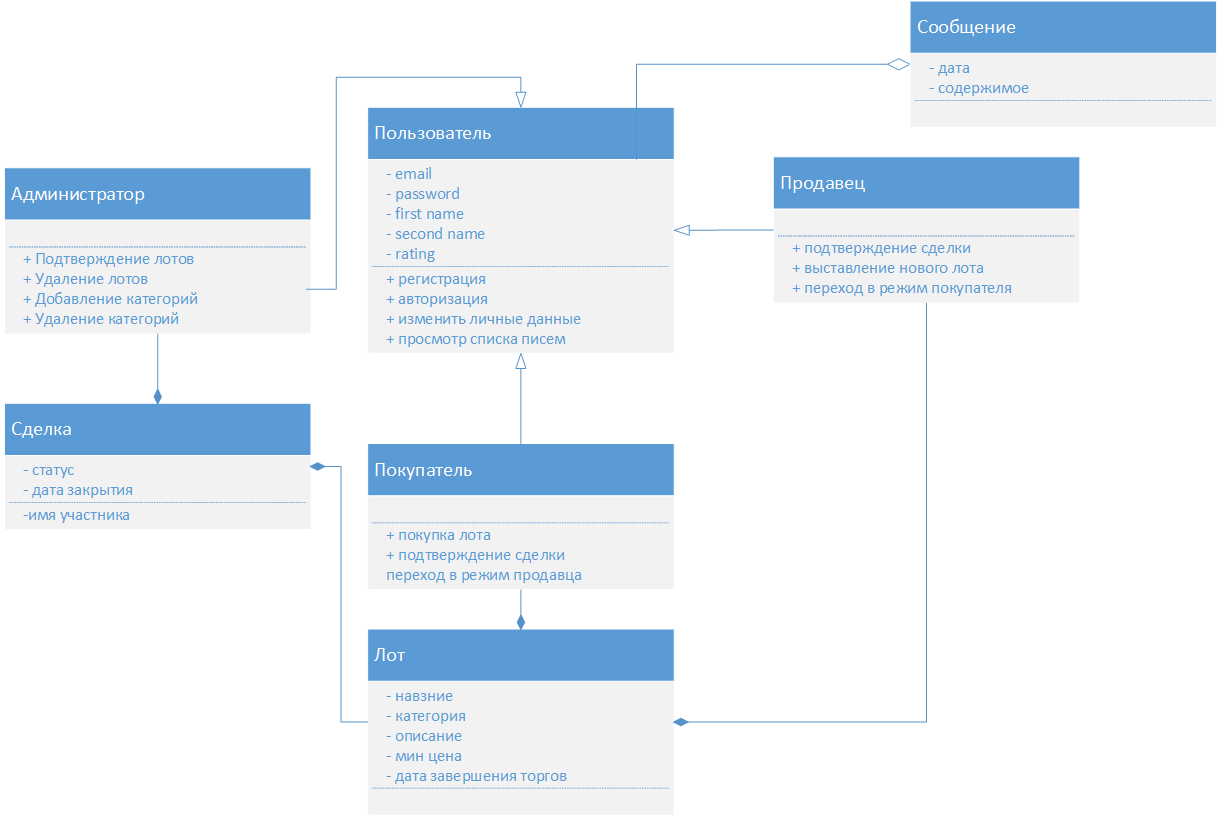 Сообщение
- дата
- содержимое
Пользователь
- email
- password
- first name
- second name
- rating
+ регистрация
+ авторизация
+ изменить личные данные
+ просмотр списка писем
Администратор
+ Подтверждение лотов
+ Удаление лотов
+ Добавление категорий
+ Удаление категорий
Продавец
+ подтверждение сделки
+ выставление нового лота
+ переход в режим покупателя
Сделка
- статус
- дата закрытия
-имя участника
Покупатель
+ покупка лота
+ подтверждение сделки
переход в режим продавца
Лот
- навзние
- категория
- описание
- мин цена
- дата завершения торгов